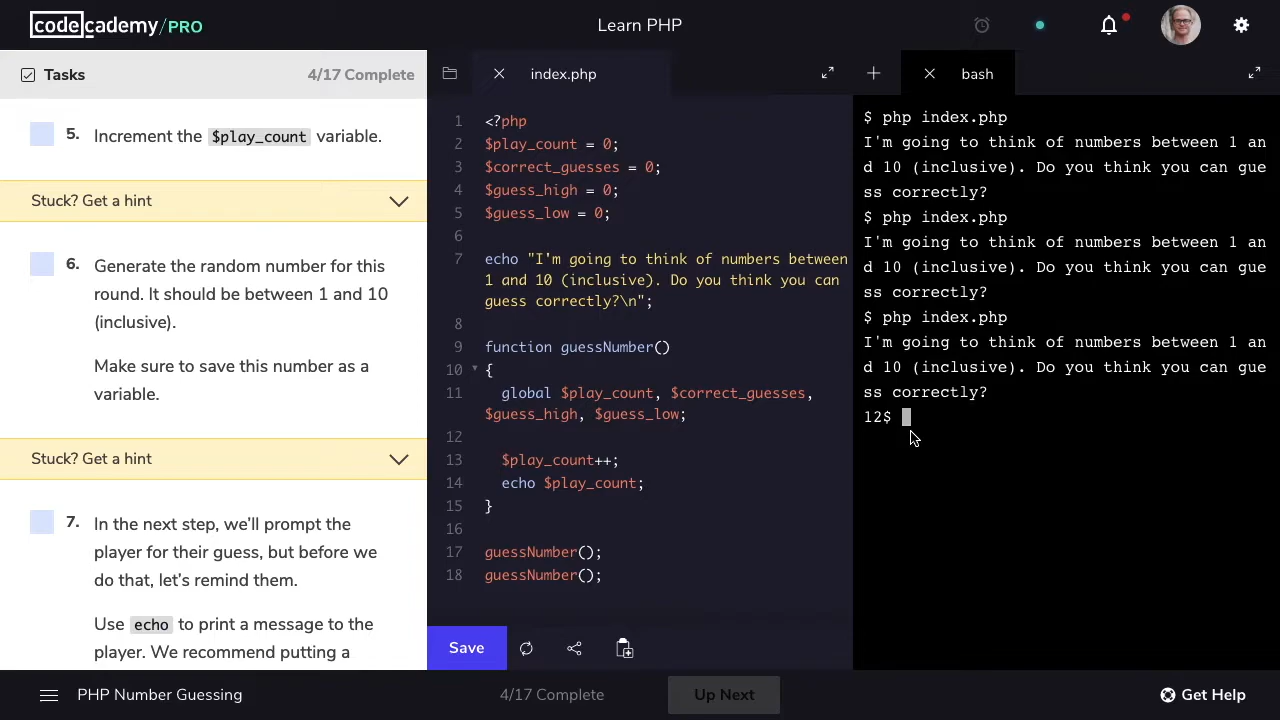 codecademy/PRO
Learn PHP
Tasks
4/17 Complete
5. Increment the $play_count variable.
Stuck? Get a hint
6. Generate the random number for this
round. It should be between 1 and 10
(inclusive).
Make sure to save this number as a
variable.
Stuck? Get a hint
7. In the next step, we'll prompt the
player for their guess, but before we
do that, let's remind them.
Use echo to print a message to the
player. We recommend putting a
index.php
1 <?php
2 $play_count = 0;
3 $correct_guesses = 0;
4 $guess_high = 0;
5 $guess_low = 0;
6
7 echo "I'm going to think of numbers between
1 and 10 (inclusive). Do you think you can
guess correctly?\n";
8
9 function guessNumber()
10 {
11 global $play_count, $correct_guesses,
$guess_high, $guess_low;
12
13 $play_count++;
14 echo $play_count;
15 }
16
17 guessNumber();
18 guessNumber();
Save
bash
$ php index.php
I'm going to think of numbers between 1 an
d 10 (inclusive). Do you think you can gue
ss correctly?
$ php index.php
I'm going to think of numbers between 1 an
d 10 (inclusive). Do you think you can gue
ss correctly?
$ php index.php
I'm going to think of numbers between 1 an
d 10 (inclusive). Do you think you can gue
ss correctly?
12$
PHP Number Guessing
4/17 Complete
Up Next
Get Help